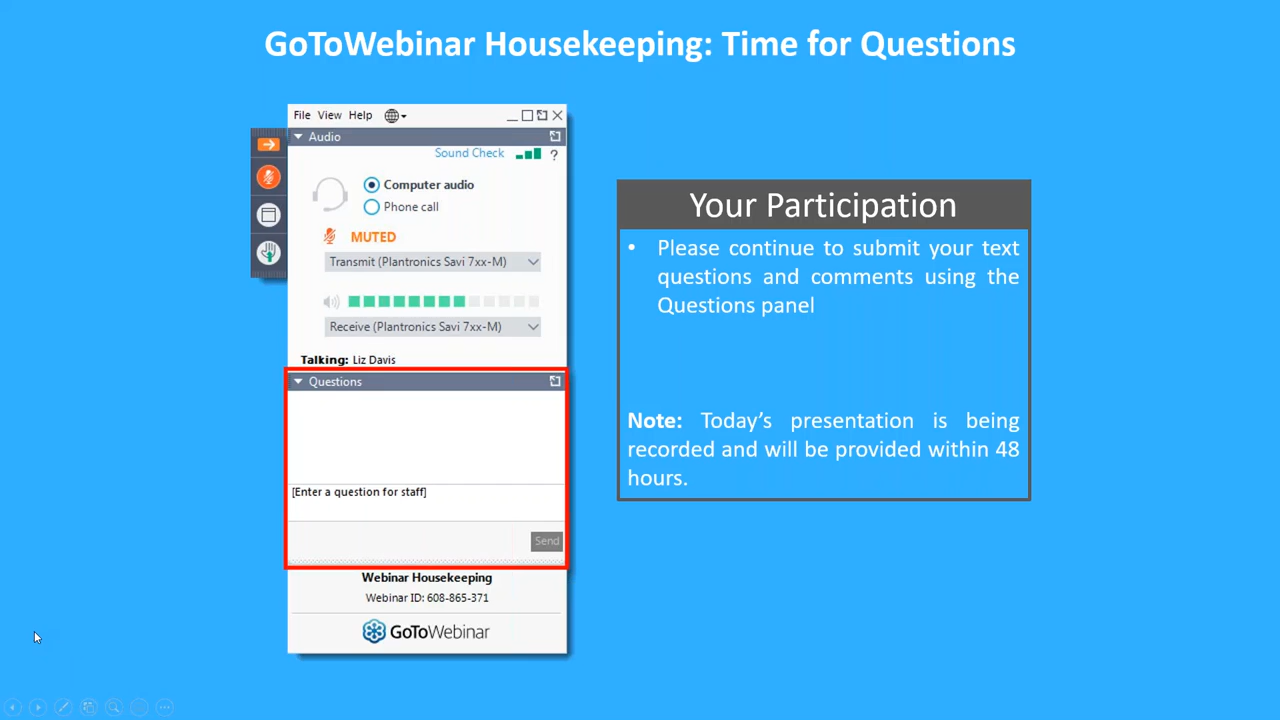 GoToWebinar Housekeeping: Time for Questions
File View Help
Audio
Sound Check ?
Computer audio
Phone call
MUTED
Transmit (Plantronics Savi 7xx-M)
Receive (Plantronics Savi 7xx-M)
Talking: Liz Davis
Questions
[Enter a question for staff]
Send
Webinar Housekeeping
Webinar ID: 608-865-371
GoToWebinar
Your Participation
• Please continue to submit your text
questions and comments using the
Questions panel
Note: Today’s presentation is being
recorded and will be provided within 48
hours.